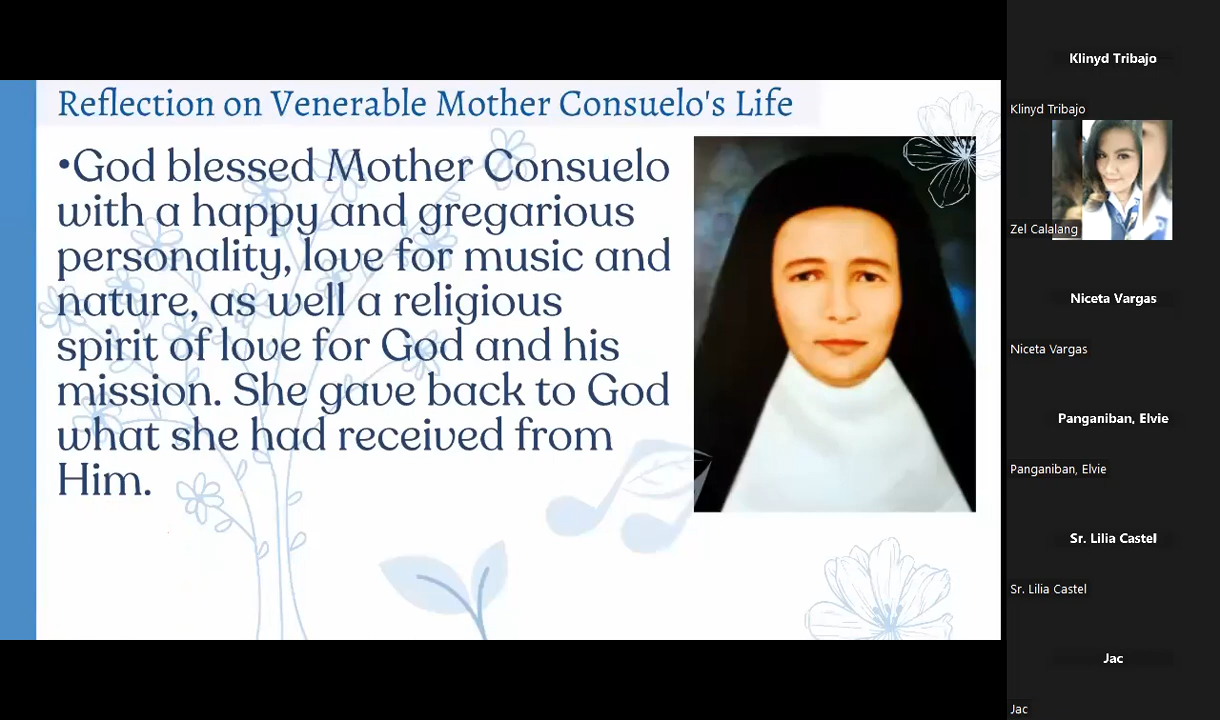 Reflection on Venerable Mother Consuelo's Life
•God blessed Mother Consuelo
with a happy and gregarious
personality, love for music and
nature, as well a religious
spirit of love for God and his
mission. She gave back to God
what she had received from
Him.
Klinyd Tribajo
Klinyd Tribajo
Zel Calalang
Niceta Vargas
Niceta Vargas
Panganiban, Elvie
Panganiban, Elvie
Sr. Lilia Castel
Sr. Lilia Castel
Jac
Jac